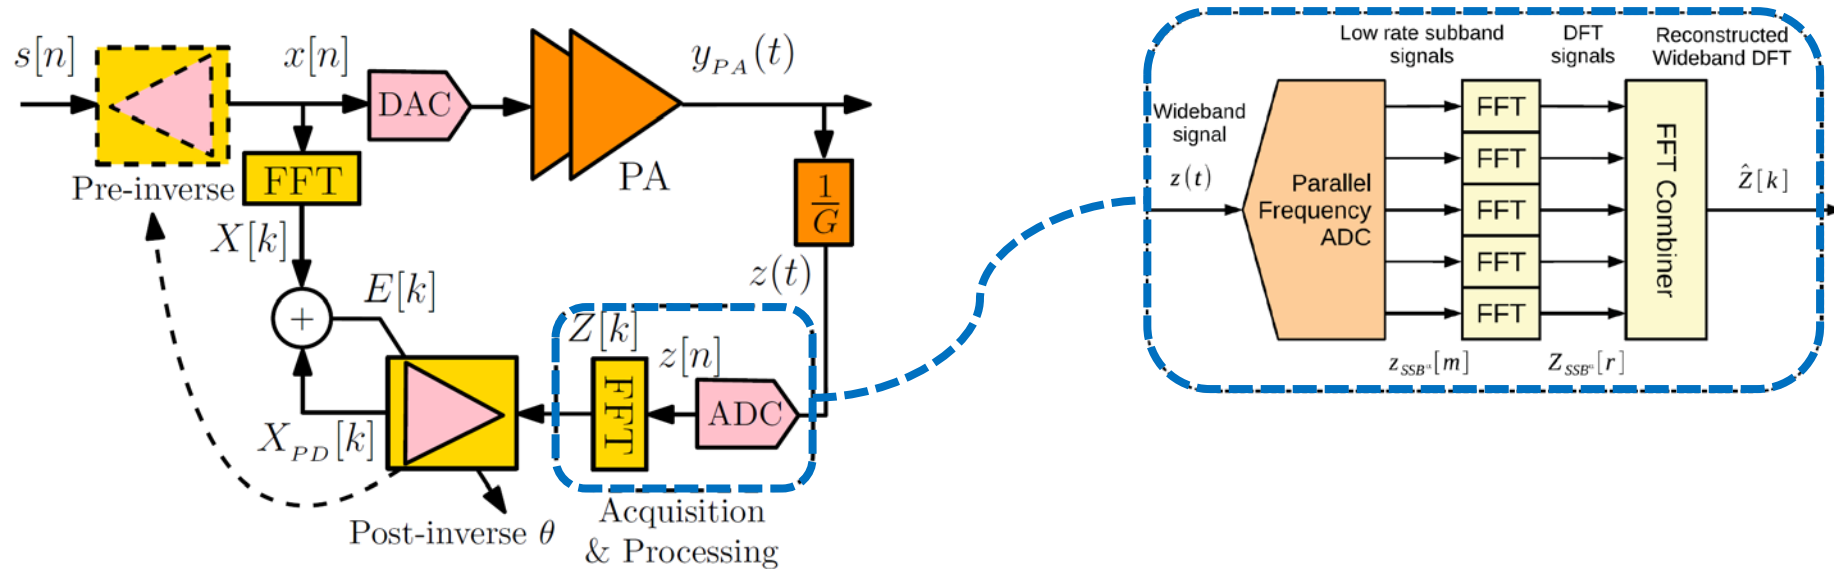 s[n]
x[n]
DAC
y_PA(t)
PA
Pre-inverse
FFT
1/G
X[k]
E[k]
z(t)
+
Z[k]
z[n]
FFT
ADC
X_PD[k]
Post-inverse θ
Acquisition
& Processing
Low rate subband
signals
DFT
signals
Reconstructed
Wideband DFT
Wideband
signal
z(t)
Parallel
Frequency
ADC
FFT
FFT
FFT
FFT
FFT
FFT Combiner
Ẑ[k]
z_SSB^α[m]
Z_SSB^α[r]